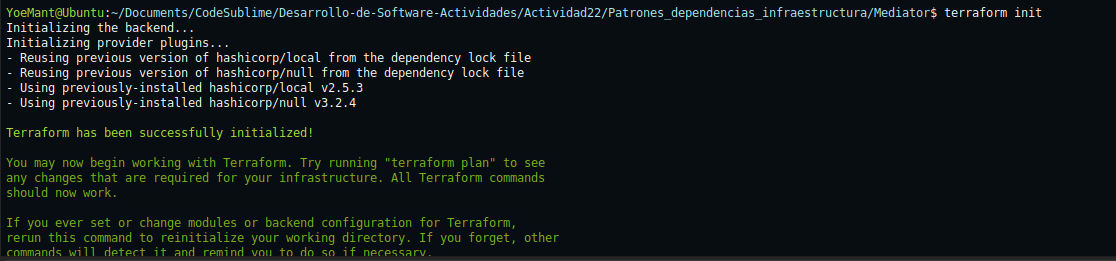 YoeMant@Ubuntu:~/Documents/CodeSublime/Desarrollo-de-Software-Actividades/Actividad22/Patrones_dependencias_infraestructura/Mediator$ terraform init
Initializing the backend...
Initializing provider plugins...
- Reusing previous version of hashicorp/local from the dependency lock file
- Reusing previous version of hashicorp/null from the dependency lock file
- Using previously-installed hashicorp/local v2.5.3
- Using previously-installed hashicorp/null v3.2.4
Terraform has been successfully initialized!
You may now begin working with Terraform. Try running "terraform plan" to see
any changes that are required for your infrastructure. All Terraform commands
should now work.
If you ever set or change modules or backend configuration for Terraform,
rerun this command to reinitialize your working directory. If you forget, other
commands will detect it and remind you to do so if necessary.